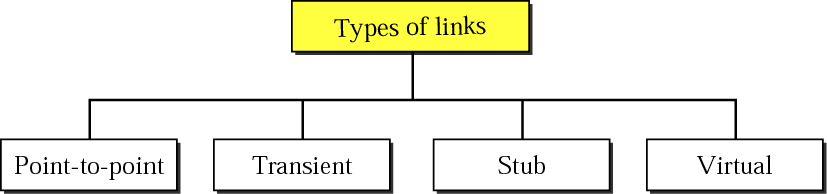 Types of links
Point-to-point
Transient
Stub
Virtual